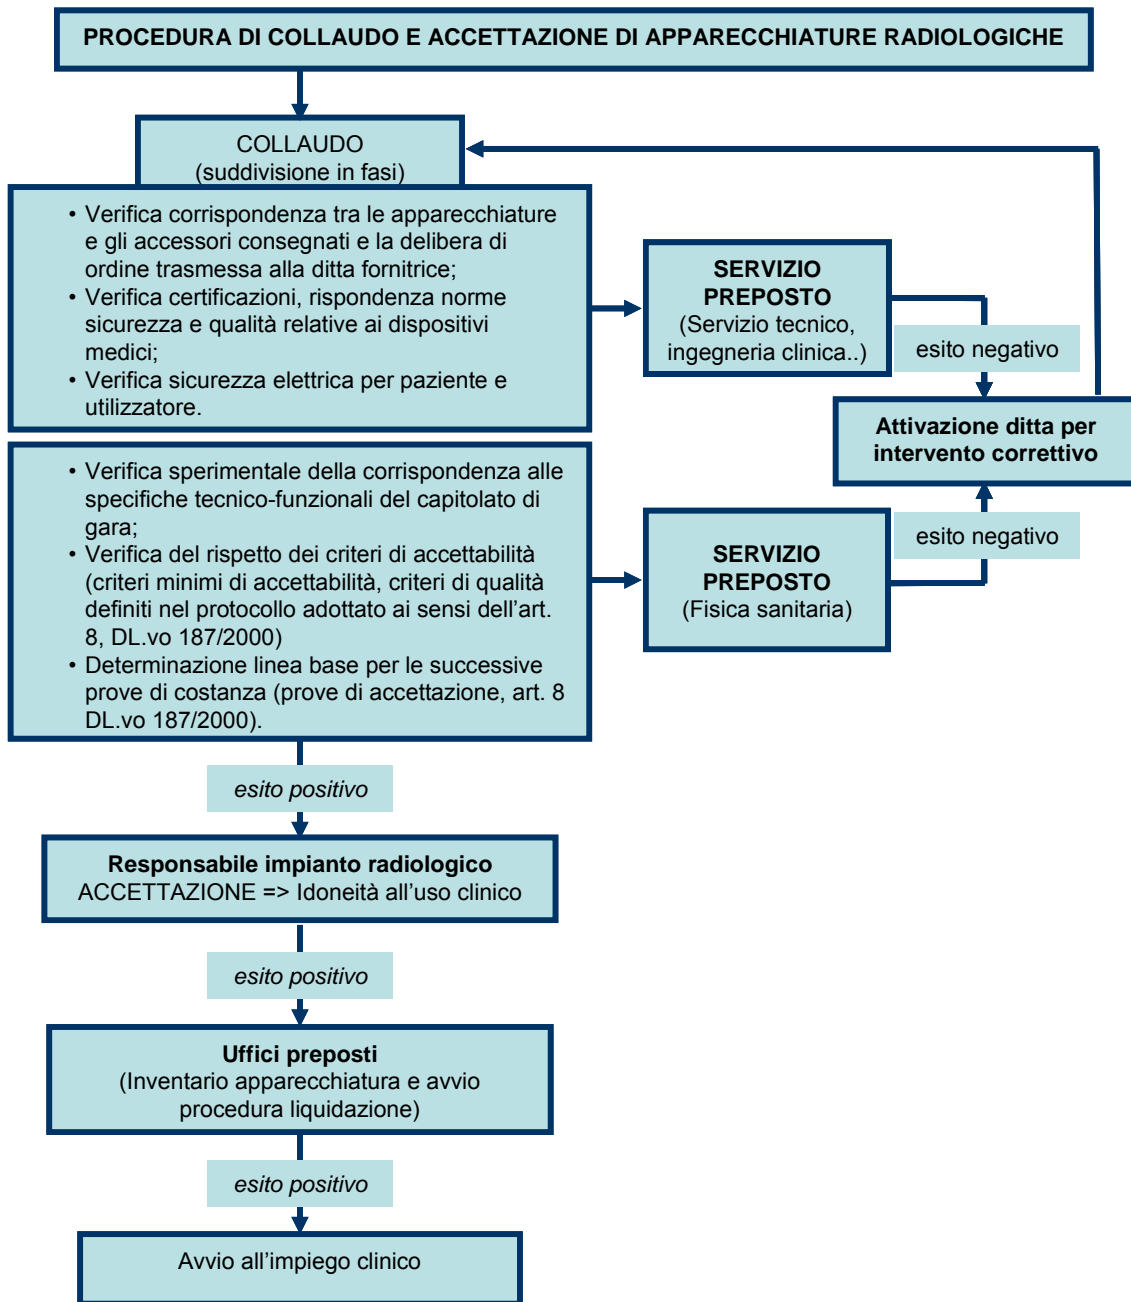 PROCEDURA DI COLLAUDO E ACCETTAZIONE DI APPARECCHIATURE RADIOLOGICHE
COLLAUDO
(suddivisione in fasi)
• Verifica corrispondenza tra le apparecchiature
e gli accessori consegnati e la delibera di
ordine trasmessa alla ditta fornitrice;
• Verifica certificazioni, rispondenza norme
sicurezza e qualità relative ai dispositivi
medici;
• Verifica sicurezza elettrica per paziente e
utilizzatore.
SERVIZIO
PREPOSTO
(Servizio tecnico,
ingegneria clinica..)
esito negativo
Attivazione ditta per
intervento correttivo
• Verifica sperimentale della corrispondenza alle
specifiche tecnico-funzionali del capitolato di
gara;
• Verifica del rispetto dei criteri di accettabilità
(criteri minimi di accettabilità, criteri di qualità
definiti nel protocollo adottato ai sensi dell’art.
8, DL.vo 187/2000)
• Determinazione linea base per le successive
prove di costanza (prove di accettazione, art. 8
DL.vo 187/2000).
SERVIZIO
PREPOSTO
(Fisica sanitaria)
esito negativo
esito positivo
Responsabile impianto radiologico
ACCETTAZIONE => Idoneità all’uso clinico
esito positivo
Uffici preposti
(Inventario apparecchiatura e avvio
procedura liquidazione)
esito positivo
Avvio all’impiego clinico